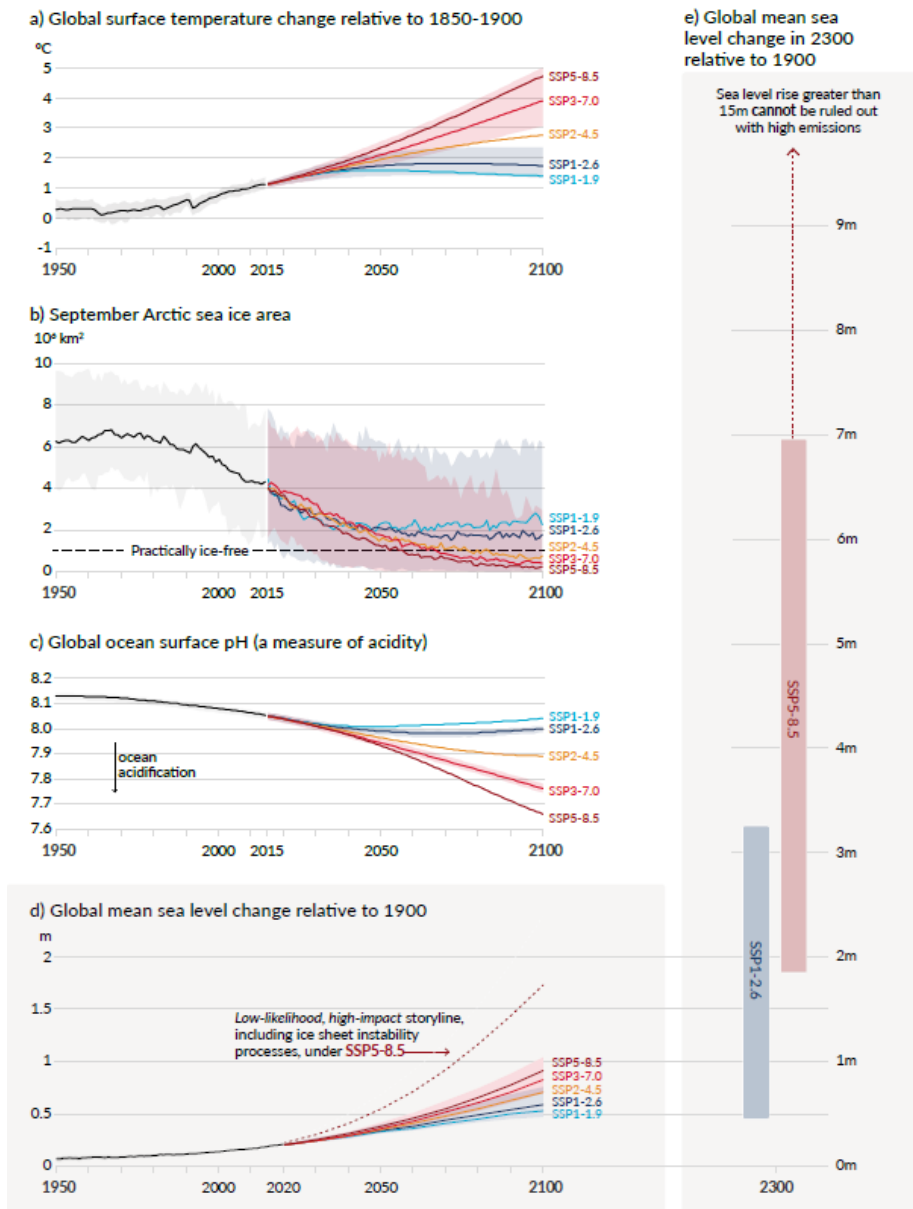 a) Global surface temperature change relative to 1850-1900
ºC
5
4
3
2
1
0
-1
1950
2000
2015
2050
2100
SSP5-8.5
SSP3-7.0
SSP2-4.5
SSP1-2.6
SSP1-1.9
b) September Arctic sea ice area
10⁶ km²
10
8
6
4
2
0
Practically ice-free
1950
2000
2015
2050
2100
SSP1-1.9
SSP1-2.6
SSP2-4.5
SSP3-7.0
SSP5-8.5
c) Global ocean surface pH (a measure of acidity)
8.2
8.1
8.0
7.9
7.8
7.7
7.6
ocean
acidification
1950
2000
2015
2050
2100
SSP1-1.9
SSP1-2.6
SSP2-4.5
SSP3-7.0
SSP5-8.5
d) Global mean sea level change relative to 1900
m
2
1.5
1
0.5
0
Low-likelihood, high-impact storyline,
including ice sheet instability
processes, under SSP5-8.5
1950
2000
2020
2050
2100
SSP5-8.5
SSP3-7.0
SSP2-4.5
SSP1-2.6
SSP1-1.9
e) Global mean sea
level change in 2300
relative to 1900
Sea level rise greater than
15m cannot be ruled out
with high emissions
9m
8m
7m
6m
5m
4m
3m
2m
1m
0m
SSP5-8.5
SSP1-2.6
2300